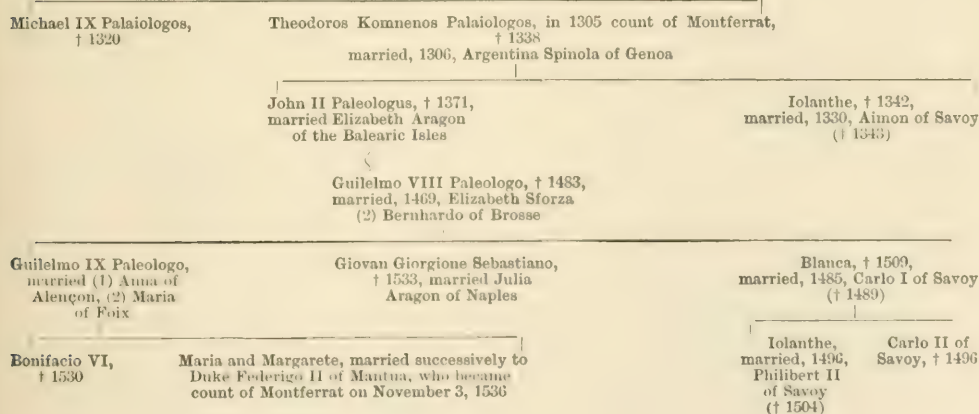 Michael IX Palaiologos,
† 1320
Theodoros Komnenos Palaiologos, in 1305 count of Montferrat,
† 1338
married, 1306, Argentina Spinola of Genoa
John II Paleologus, † 1371,
married Elizabeth Aragon
of the Balearic Isles
Iolanthe, † 1342,
married, 1330, Aimon of Savoy
(† 1343)
Guilelmo VIII Paleologo, † 1483,
married, 1469, Elizabeth Sforza
(2) Bernhardo of Brosse
Guilelmo IX Paleologo,
married (1) Anna of
Alençon, (2) Maria
of Foix
Giovan Giorgione Sebastiano,
† 1533, married Julia
Aragon of Naples
Blanca, † 1509,
married, 1485, Carlo I of Savoy
(† 1489)
Bonifacio VI,
† 1530
Maria and Margarete, married successively to
Duke Federigo II of Mantua, who became
count of Montferrat on November 3, 1536
Iolanthe,
married, 1496,
Philibert II
of Savoy
(† 1504)
Carlo II of
Savoy, † 1496